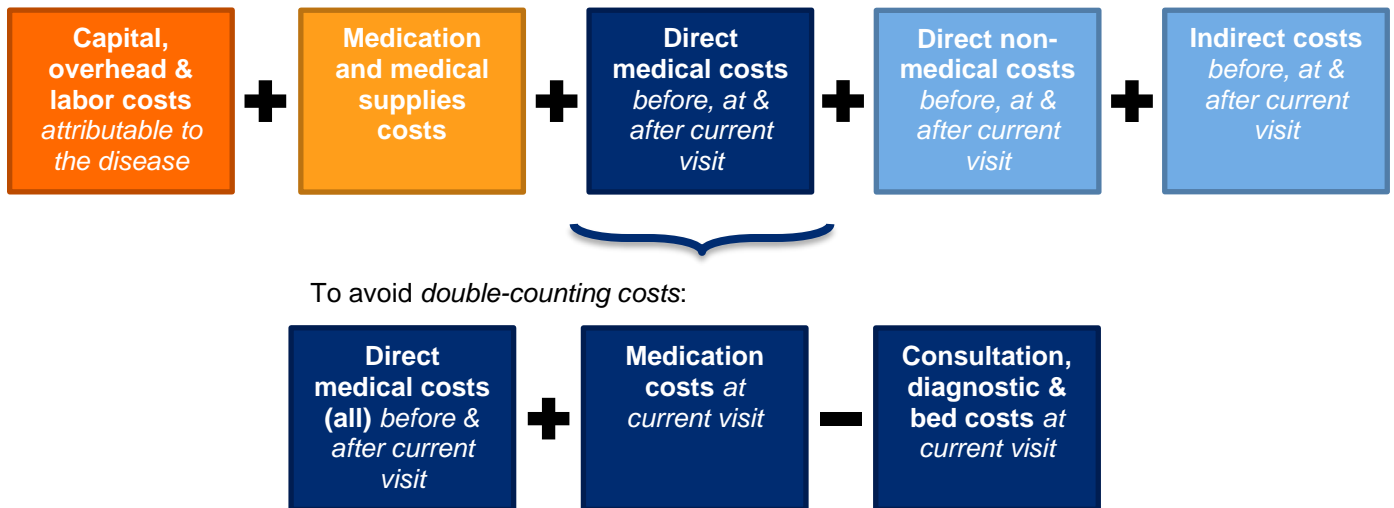 Capital,
overhead &
labor costs
attributable to
the disease
Medication
and medical
supplies
costs
Direct
medical costs
before, at &
after current
visit
Direct non-
medical costs
before, at &
after current
visit
Indirect costs
before, at &
after current
visit
To avoid double-counting costs:
Direct
medical costs
(all) before &
after current
visit
Medication
costs at
current visit
Consultation,
diagnostic &
bed costs at
current visit